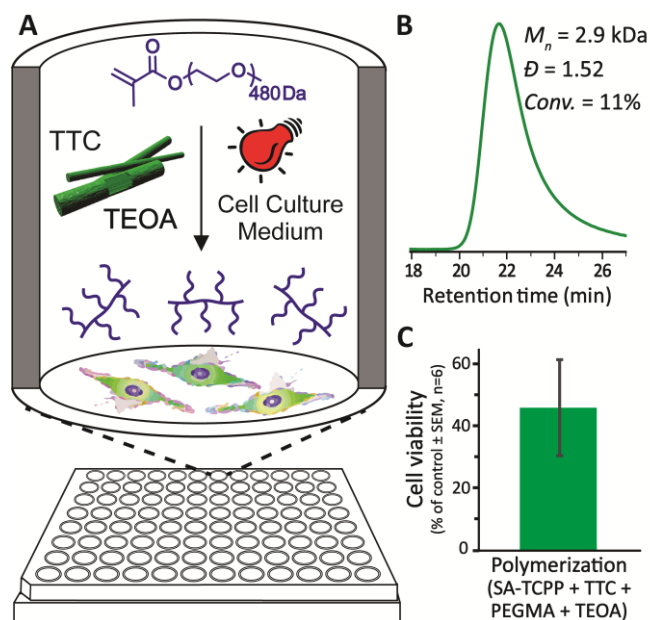 A
O
O
O
480Da
TTC
TEOA
Cell Culture
Medium
B
Mn = 2.9 kDa
Đ = 1.52
Conv. = 11%
18 20 22 24 26
Retention time (min)
C
Cell viability
(% of control ± SEM, n=6)
60
40
20
0
Polymerization
(SA-TCPP + TTC +
PEGMA + TEOA)